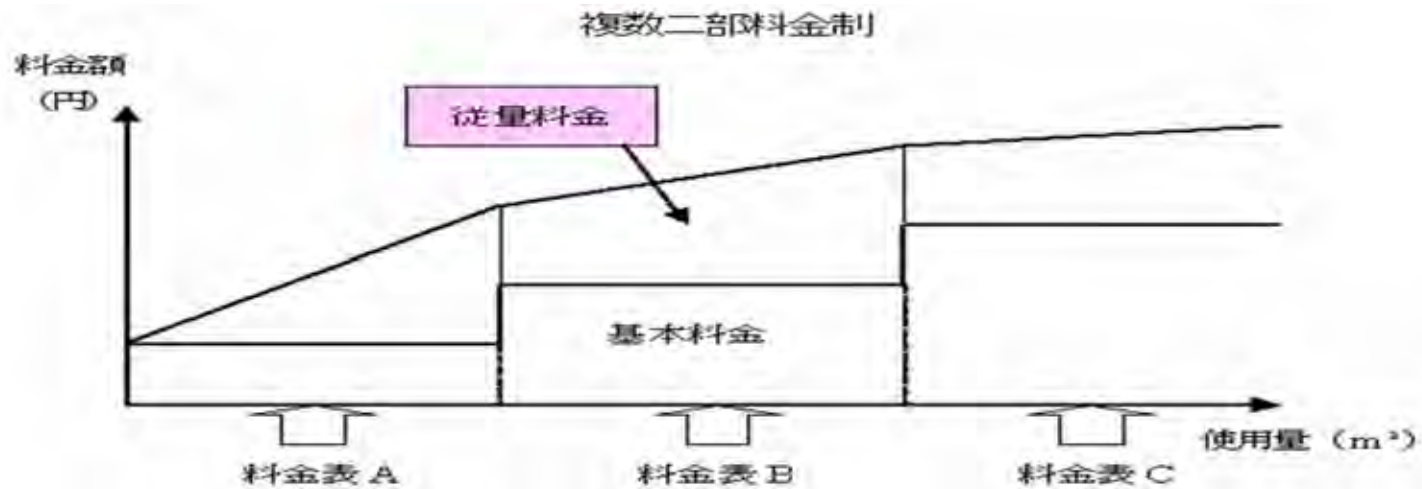 複数二部料金制
料金額
(円)
従量料金
基本料金
使用量（m³）
料金表A
料金表B
料金表C